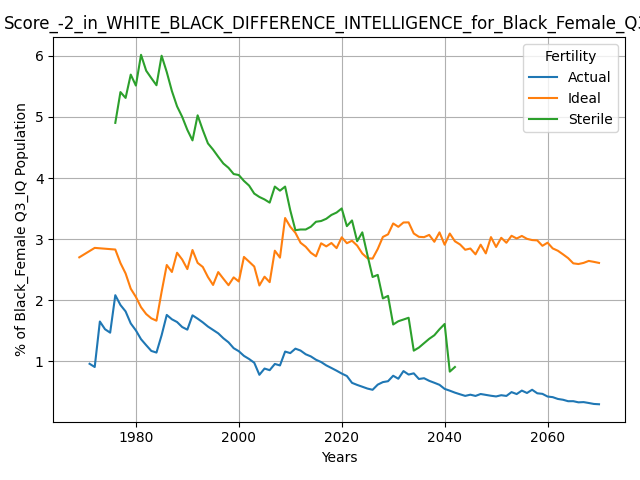 Score_-2_in_WHITE_BLACK_DIFFERENCE_INTELLIGENCE_for_Black_Female_Q3
Fertility
Actual
Ideal
Sterile
% of Black_Female Q3_IQ Population
6
5
4
3
2
1
1980
2000
2020
2040
2060
Years